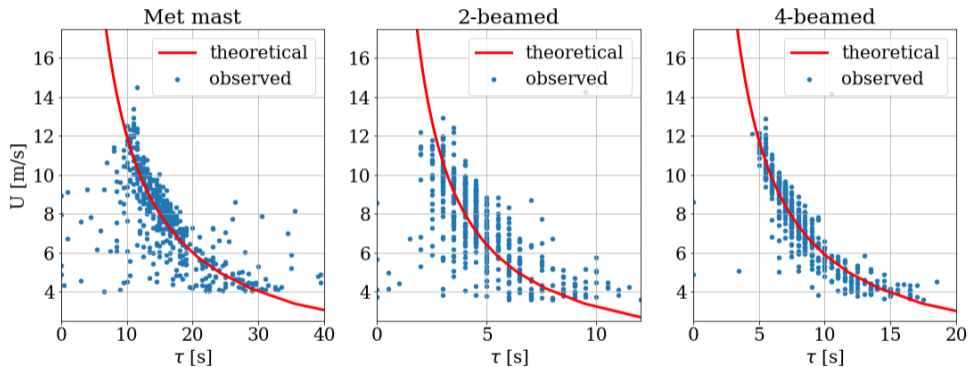 Met mast
theoretical
observed
16
14
12
10
8
6
4
U [m/s]
0 10 20 30 40
τ [s]
2-beamed
theoretical
observed
16
14
12
10
8
6
4
0 5 10
τ [s]
4-beamed
theoretical
observed
16
14
12
10
8
6
4
0 5 10 15 20
τ [s]